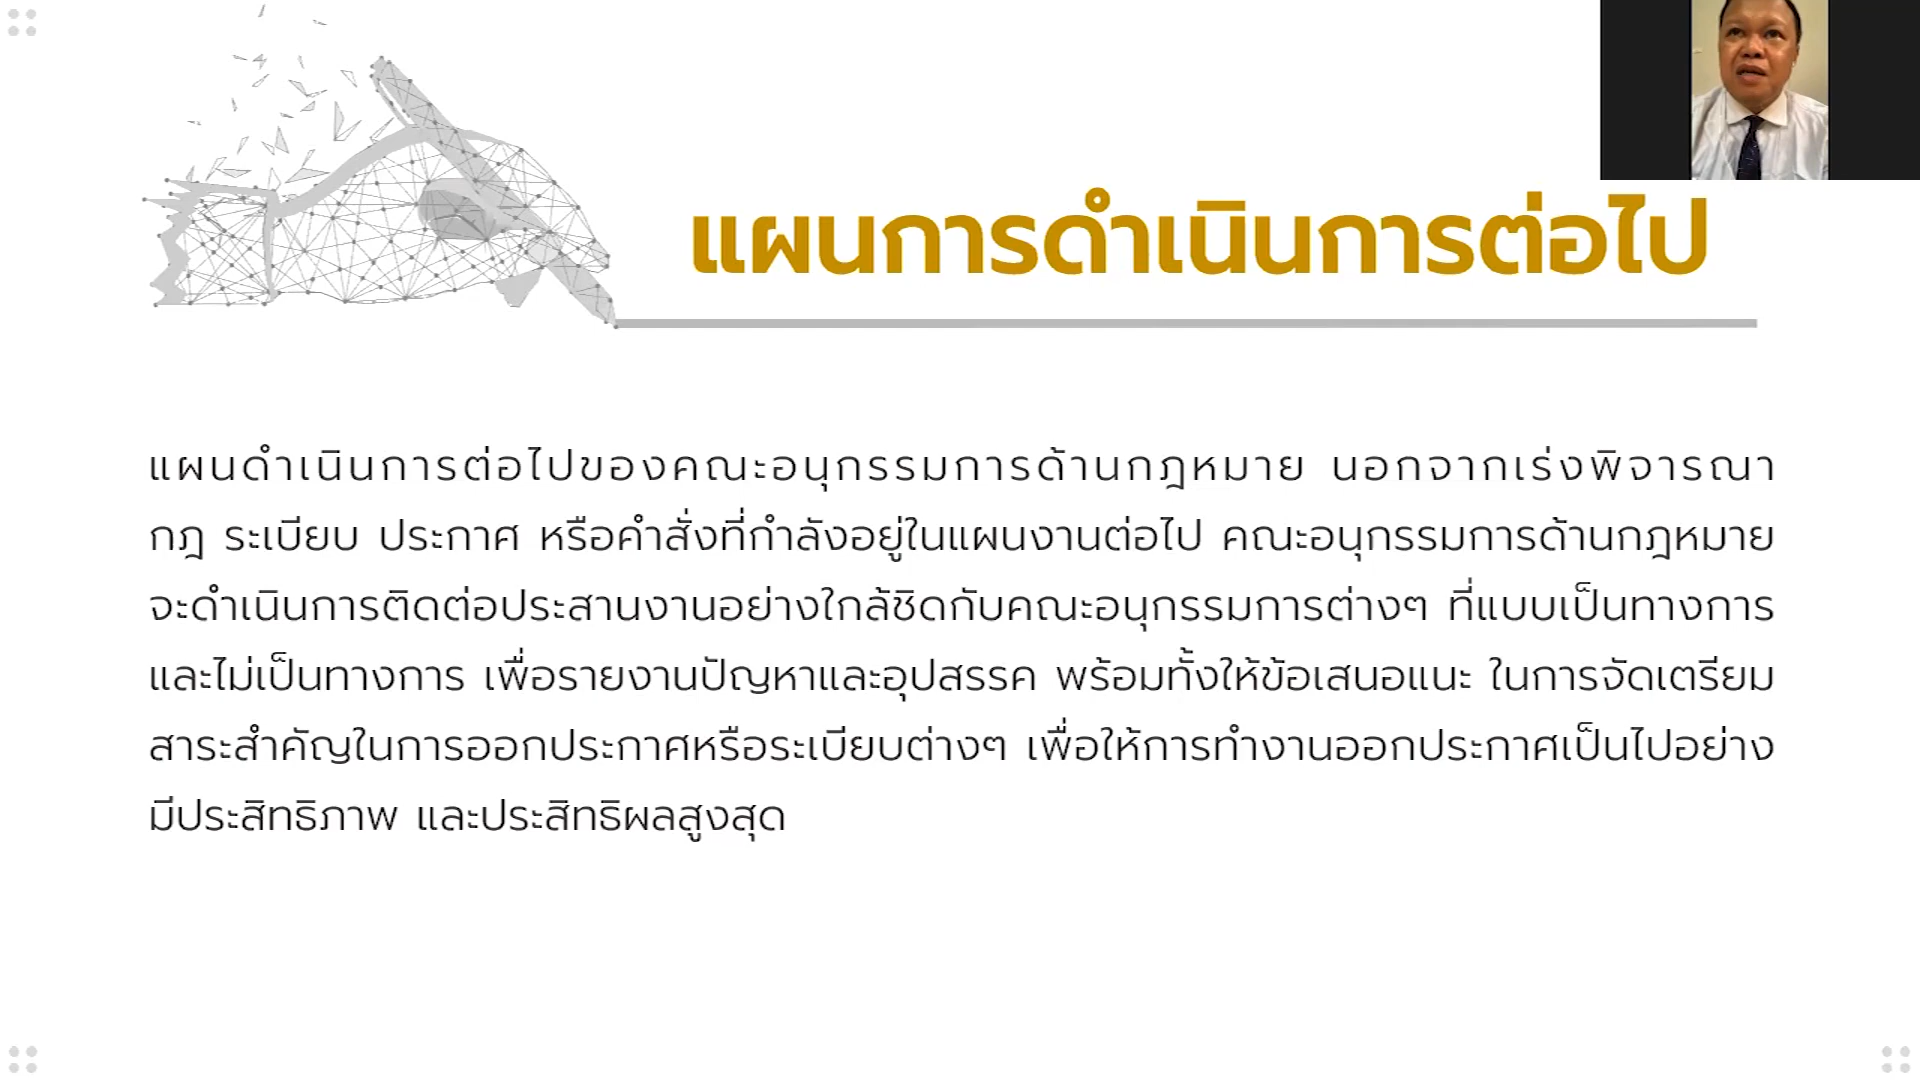 แผนการดำเนินการต่อไป
แผนดำเนินการต่อไปของคณะอนุกรรมการด้านกฎหมาย นอกจากเร่งพิจารณา
กฎ ระเบียบ ประกาศ หรือคำสั่งที่กำลังอยู่ในแผนงานต่อไป คณะอนุกรรมการด้านกฎหมาย
จะดำเนินการติดต่อประสานงานอย่างใกล้ชิดกับคณะอนุกรรมการต่างๆ ที่แบบเป็นทางการ
และไม่เป็นทางการ เพื่อรายงานปัญหาและอุปสรรค พร้อมทั้งให้ข้อเสนอแนะ ในการจัดเตรียม
สาระสำคัญในการออกประกาศหรือระเบียบต่างๆ เพื่อให้การทำงานออกประกาศเป็นไปอย่าง
มีประสิทธิภาพ และประสิทธิผลสูงสุด